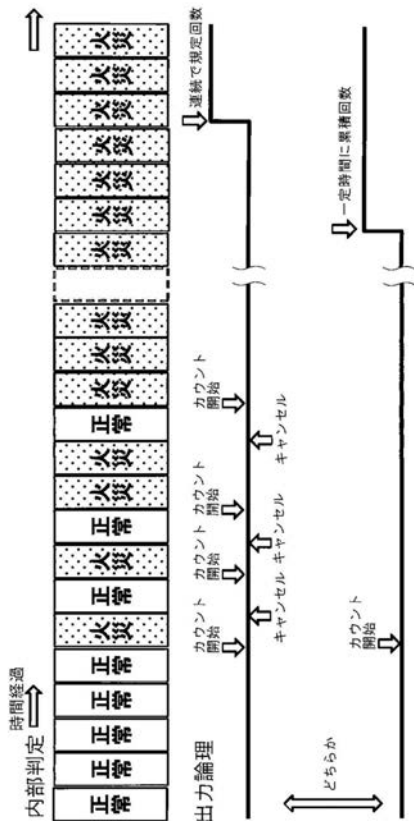 時間経過
内部判定
正常 正常 正常 正常 正常 火災 正常 火災 正常 火災 火災 正常 火災 火災 火災 火災 火災 火災 火災 火災 火災 火災
出力論理
カウント
開始
カウント
開始
カウント
開始
カウント
開始
連続で規定回数
キャンセル
キャンセル
キャンセル
どちらか
カウント
開始
一定時間に累積回数